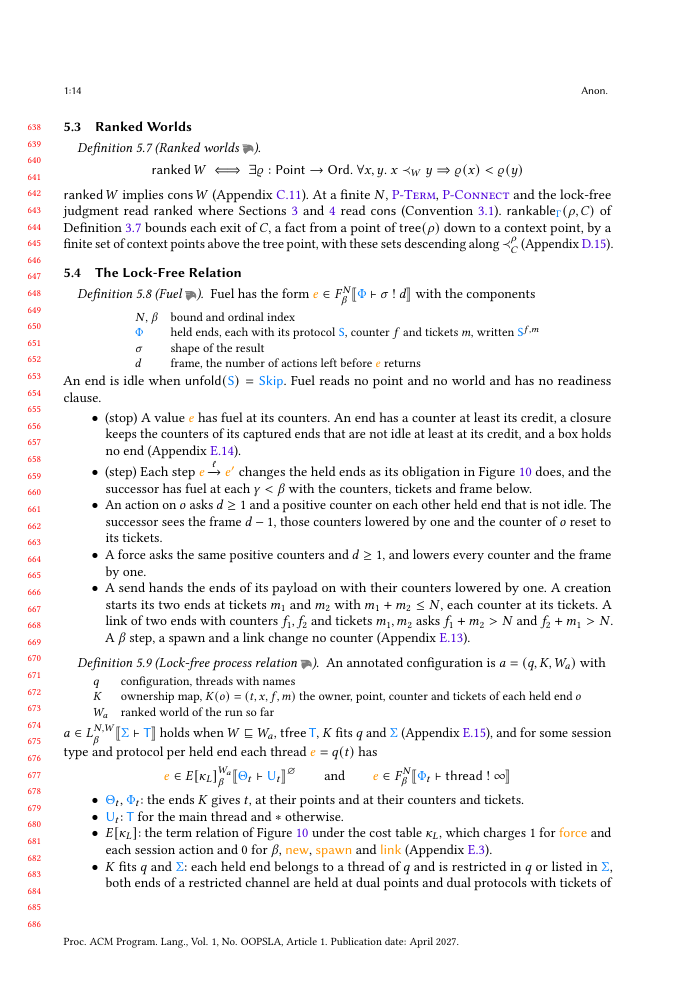 1:14 Anon.
638 5.3 Ranked Worlds
639 Definition 5.7 (Ranked worlds).
640
641 ranked W ⟺ ∃ϱ : Point → Ord. ∀x, y. x ≺_W y ⇒ ϱ(x) < ϱ(y)
642 ranked W implies cons W (Appendix C.11). At a finite N, P-Term, P-Connect and the lock-free
643 judgment read ranked where Sections 3 and 4 read cons (Convention 3.1). rankable_Γ(ρ, C) of
644 Definition 3.7 bounds each exit of C, a fact from a point of tree(ρ) down to a context point, by a
645 finite set of context points above the tree point, with these sets descending along ≺^ρ_C (Appendix D.15).
646
647 5.4 The Lock-Free Relation
648 Definition 5.8 (Fuel). Fuel has the form e ∈ F^N_β⟦Φ ⊢ σ ! d⟧ with the components
649
650 N, β bound and ordinal index
651 Φ held ends, each with its protocol S, counter f and tickets m, written S^{f,m}
652 σ shape of the result
653 d frame, the number of actions left before e returns
654 An end is idle when unfold(S) = Skip. Fuel reads no point and no world and has no readiness
655 clause.
656 • (stop) A value e has fuel at its counters. An end has a counter at least its credit, a closure
657 keeps the counters of its captured ends that are not idle at least at its credit, and a box holds
658 no end (Appendix E.14).
659 • (step) Each step e →^ℓ e′ changes the held ends as its obligation in Figure 10 does, and the
660 successor has fuel at each γ < β with the counters, tickets and frame below.
661 • An action on o asks d ≥ 1 and a positive counter on each other held end that is not idle. The
662 successor sees the frame d − 1, those counters lowered by one and the counter of o reset to
663 its tickets.
664 • A force asks the same positive counters and d ≥ 1, and lowers every counter and the frame
665 by one.
666 • A send hands the ends of its payload on with their counters lowered by one. A creation
667 starts its two ends at tickets m₁ and m₂ with m₁ + m₂ ≤ N, each counter at its tickets. A
668 link of two ends with counters f₁, f₂ and tickets m₁, m₂ asks f₁ + m₂ > N and f₂ + m₁ > N.
669 A β step, a spawn and a link change no counter (Appendix E.13).
670 Definition 5.9 (Lock-free process relation). An annotated configuration is a = (q, K, W_a) with
671
672 q configuration, threads with names
673 K ownership map, K(o) = (t, x, f, m) the owner, point, counter and tickets of each held end o
674 W_a ranked world of the run so far
675 a ∈ L^{N,W}_β⟦Σ ⊢ T⟧ holds when W ⊑ W_a, tfree T, K fits q and Σ (Appendix E.15), and for some session
676 type and protocol per held end each thread e = q(t) has
677 e ∈ E[κ_L]^{W_a}_β⟦Θ_t ⊢ U_t⟧^∅ and e ∈ F^N_β⟦Φ_t ⊢ thread ! ∞⟧
678
679 • Θ_t, Φ_t: the ends K gives t, at their points and at their counters and tickets.
680 • U_t: T for the main thread and ∗ otherwise.
681 • E[κ_L]: the term relation of Figure 10 under the cost table κ_L, which charges 1 for force and
682 each session action and 0 for β, new, spawn and link (Appendix E.3).
683 • K fits q and Σ: each held end belongs to a thread of q and is restricted in q or listed in Σ,
684 both ends of a restricted channel are held at dual points and dual protocols with tickets of
685
686
Proc. ACM Program. Lang., Vol. 1, No. OOPSLA, Article 1. Publication date: April 2027.